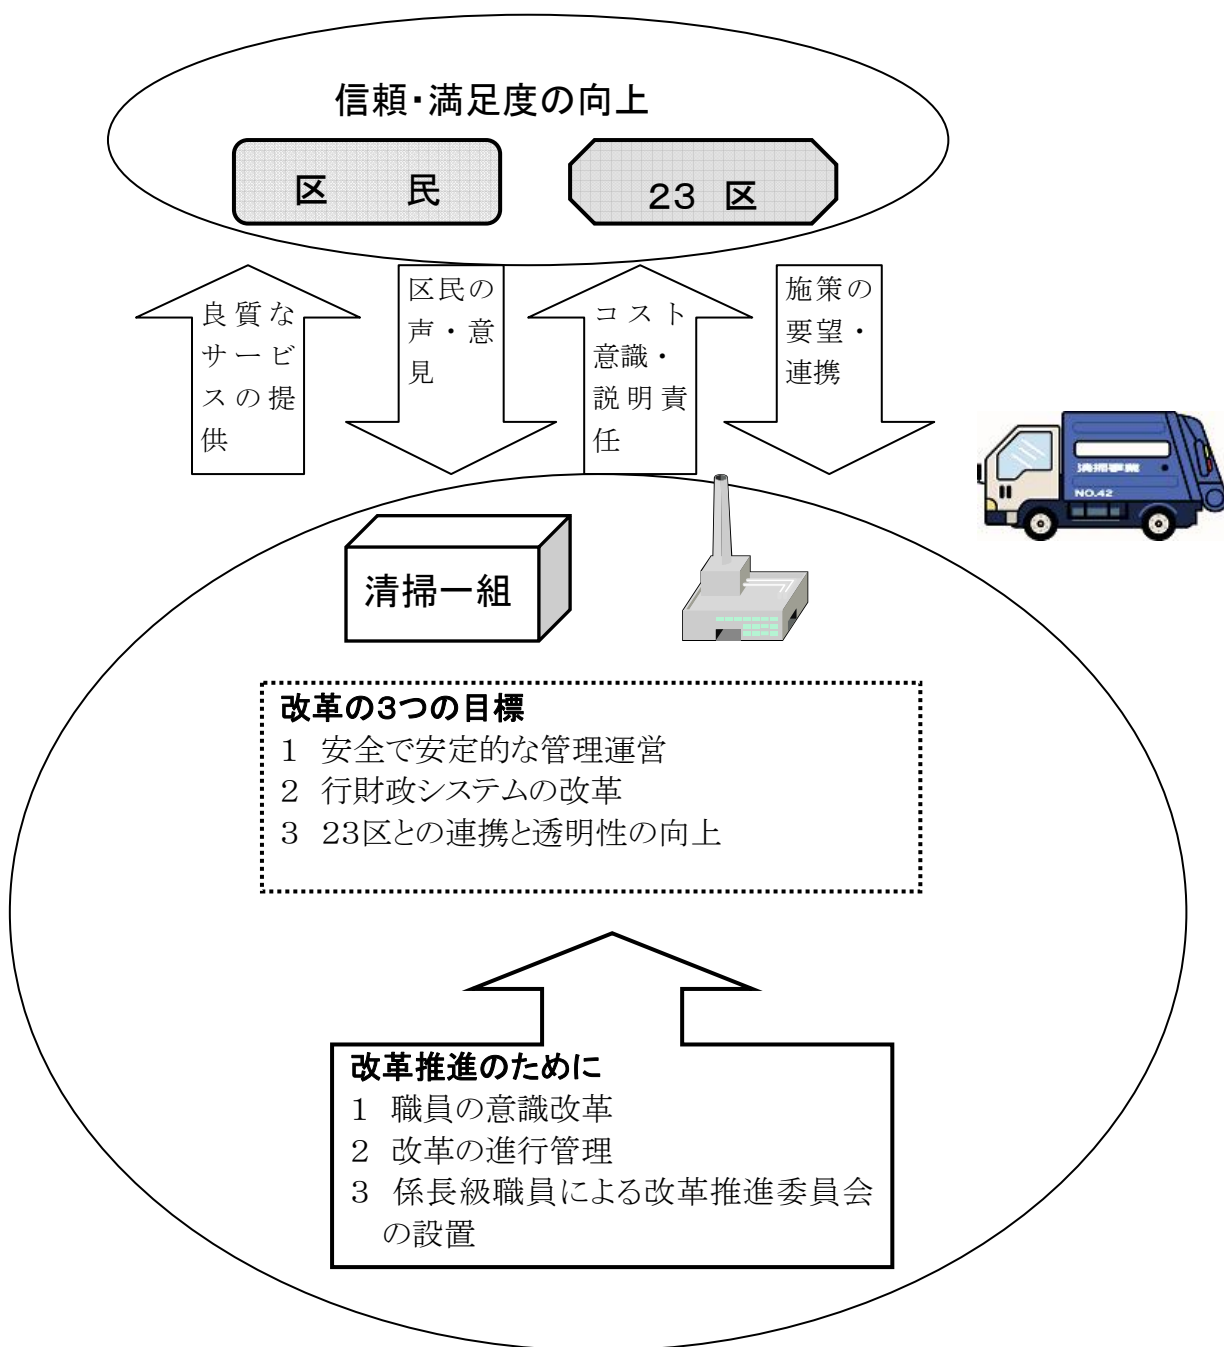 信頼・満足度の向上
区　　民
２３　区
良質な
サービ
スの提
供
区民の
声・意
見
コスト
意識・
説明責
任
施策の
要望・
連携
清掃事業
NO.42
清掃一組
改革の３つの目標
１　安全で安定的な管理運営
２　行財政システムの改革
３　２３区との連携と透明性の向上
改革推進のために
１　職員の意識改革
２　改革の進行管理
３　係長級職員による改革推進委員会
の設置